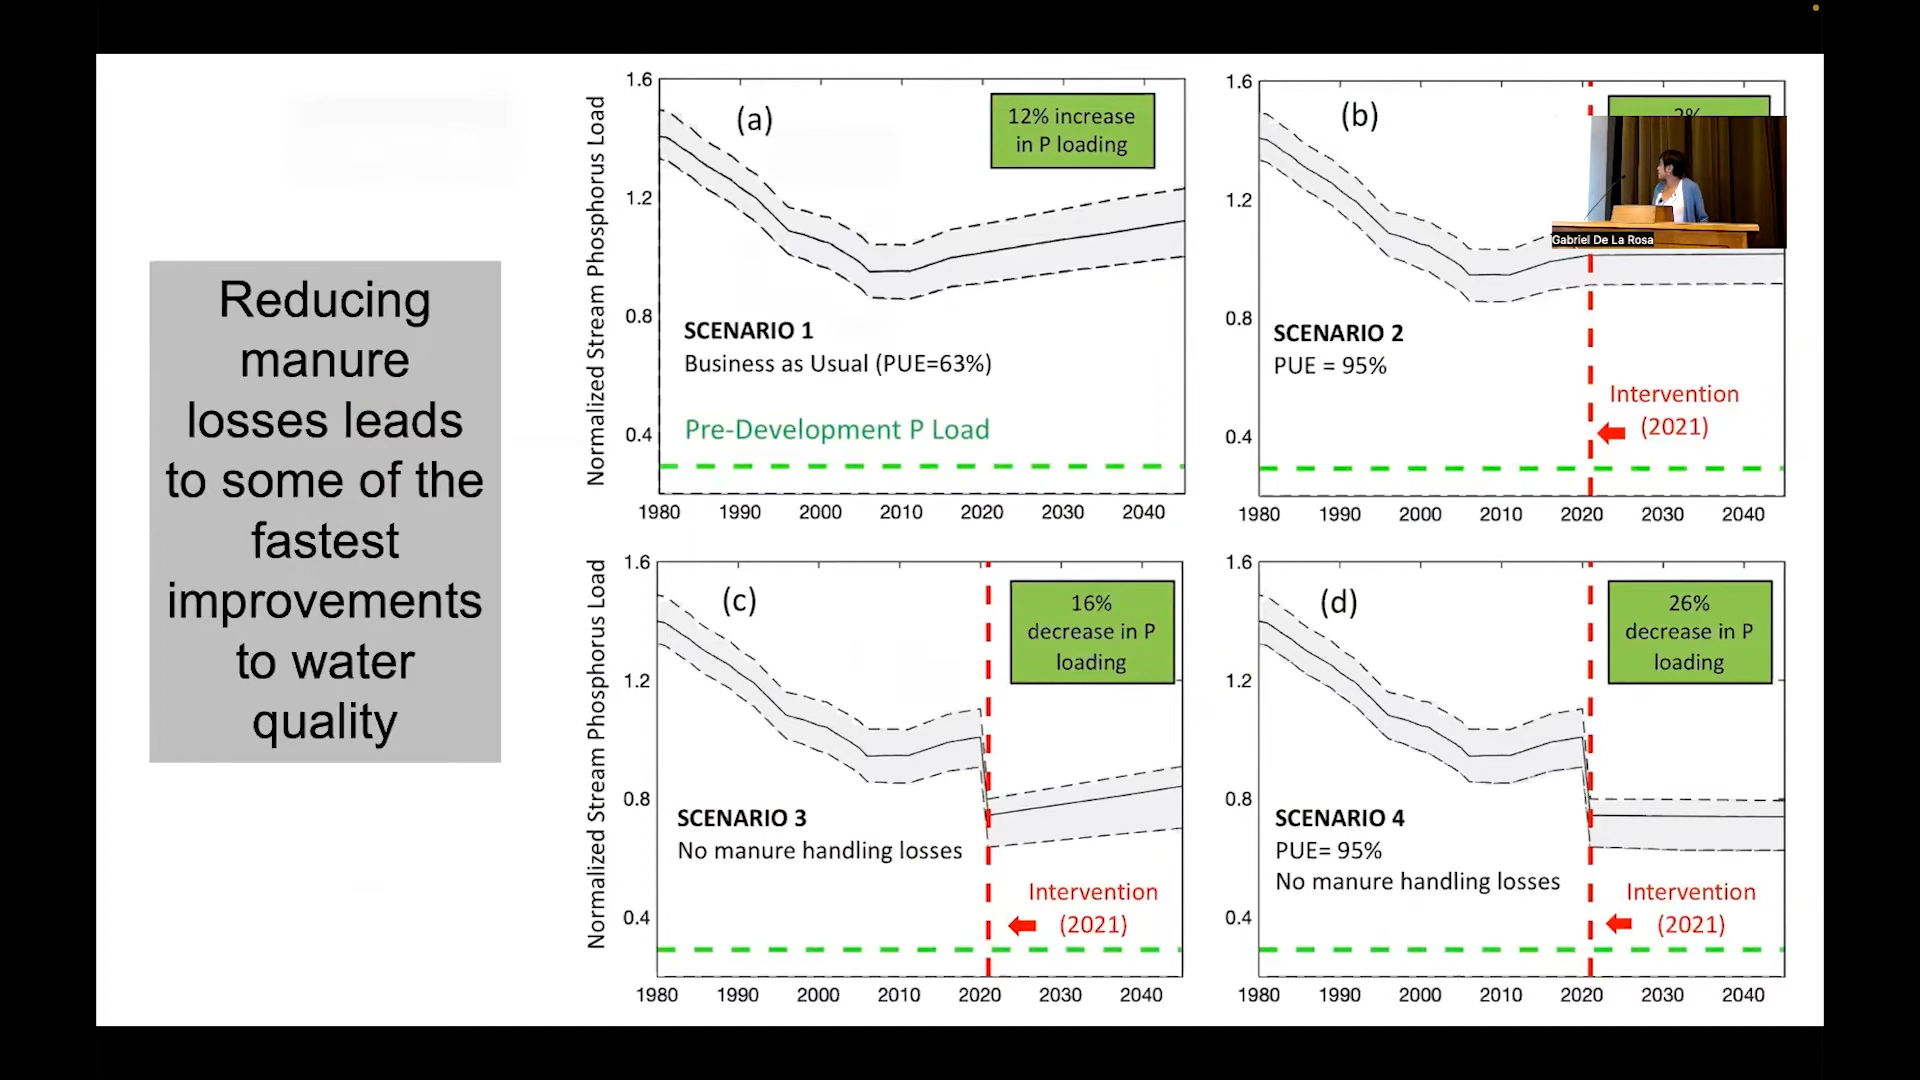 Reducing
manure
losses leads
to some of the
fastest
improvements
to water
quality
Normalized Stream Phosphorus Load
1.6
1.2
0.8
0.4
(a)
12% increase
in P loading
SCENARIO 1
Business as Usual (PUE=63%)
Pre-Development P Load
1980 1990 2000 2010 2020 2030 2040
1.6
1.2
0.8
0.4
(b)
Gabriel De La Rosa
SCENARIO 2
PUE = 95%
Intervention
(2021)
1980 1990 2000 2010 2020 2030 2040
Normalized Stream Phosphorus Load
1.6
1.2
0.8
0.4
(c)
16%
decrease in P
loading
SCENARIO 3
No manure handling losses
Intervention
(2021)
1980 1990 2000 2010 2020 2030 2040
1.6
1.2
0.8
0.4
(d)
26%
decrease in P
loading
SCENARIO 4
PUE= 95%
No manure handling losses
Intervention
(2021)
1980 1990 2000 2010 2020 2030 2040